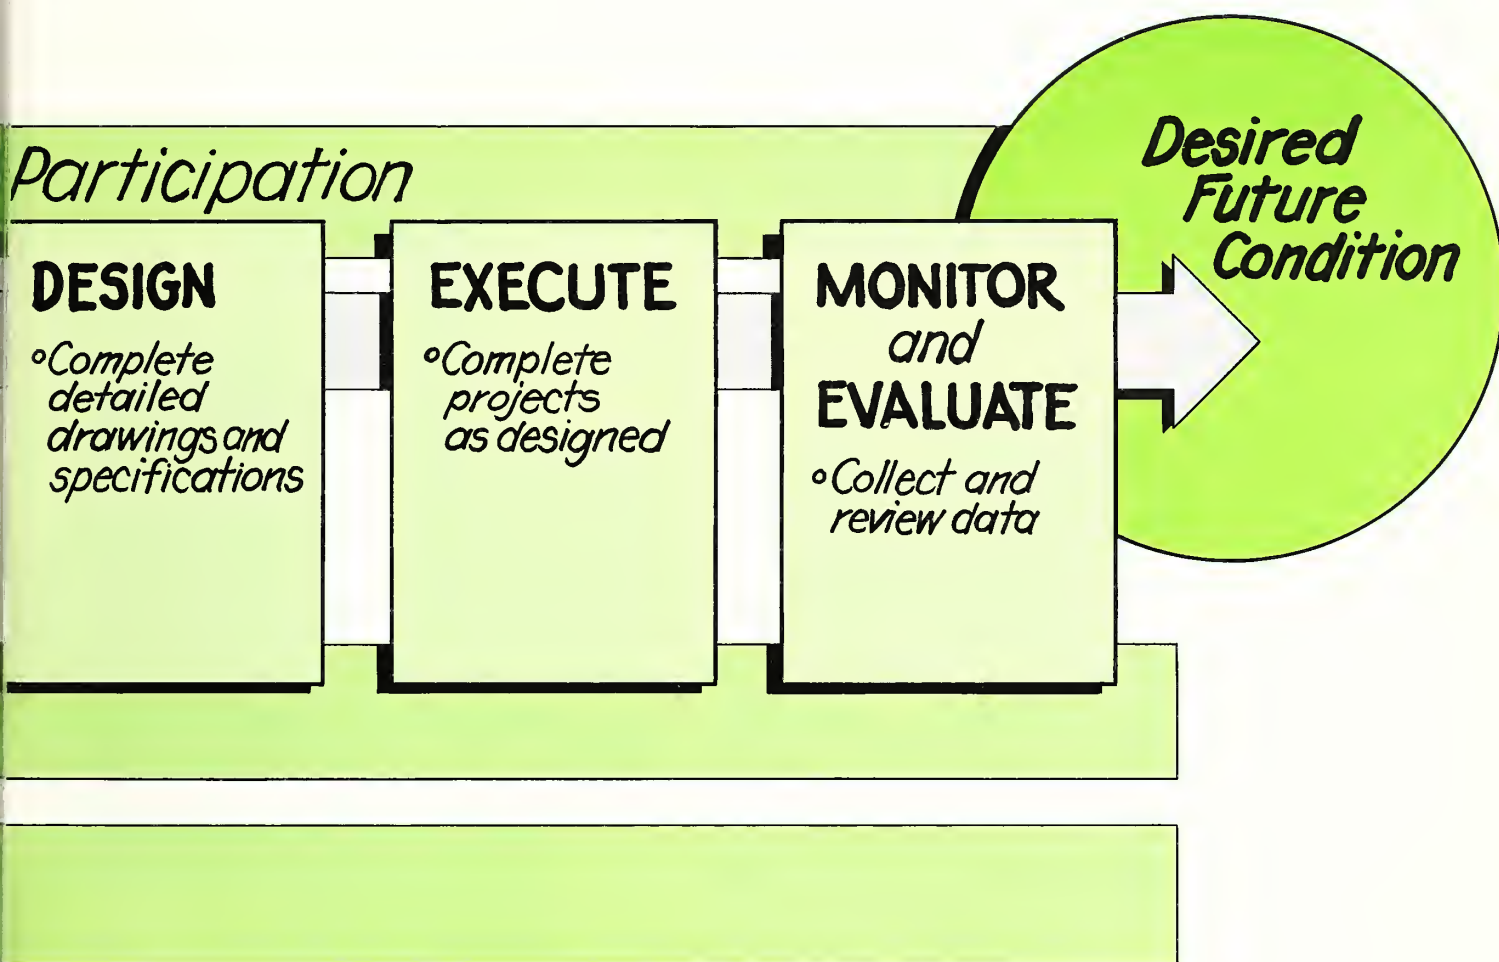 Participation
Desired
Future
Condition
DESIGN
°Complete
detailed
drawings and
specifications
EXECUTE
°Complete
projects
as designed
MONITOR
and
EVALUATE
°Collect and
review data